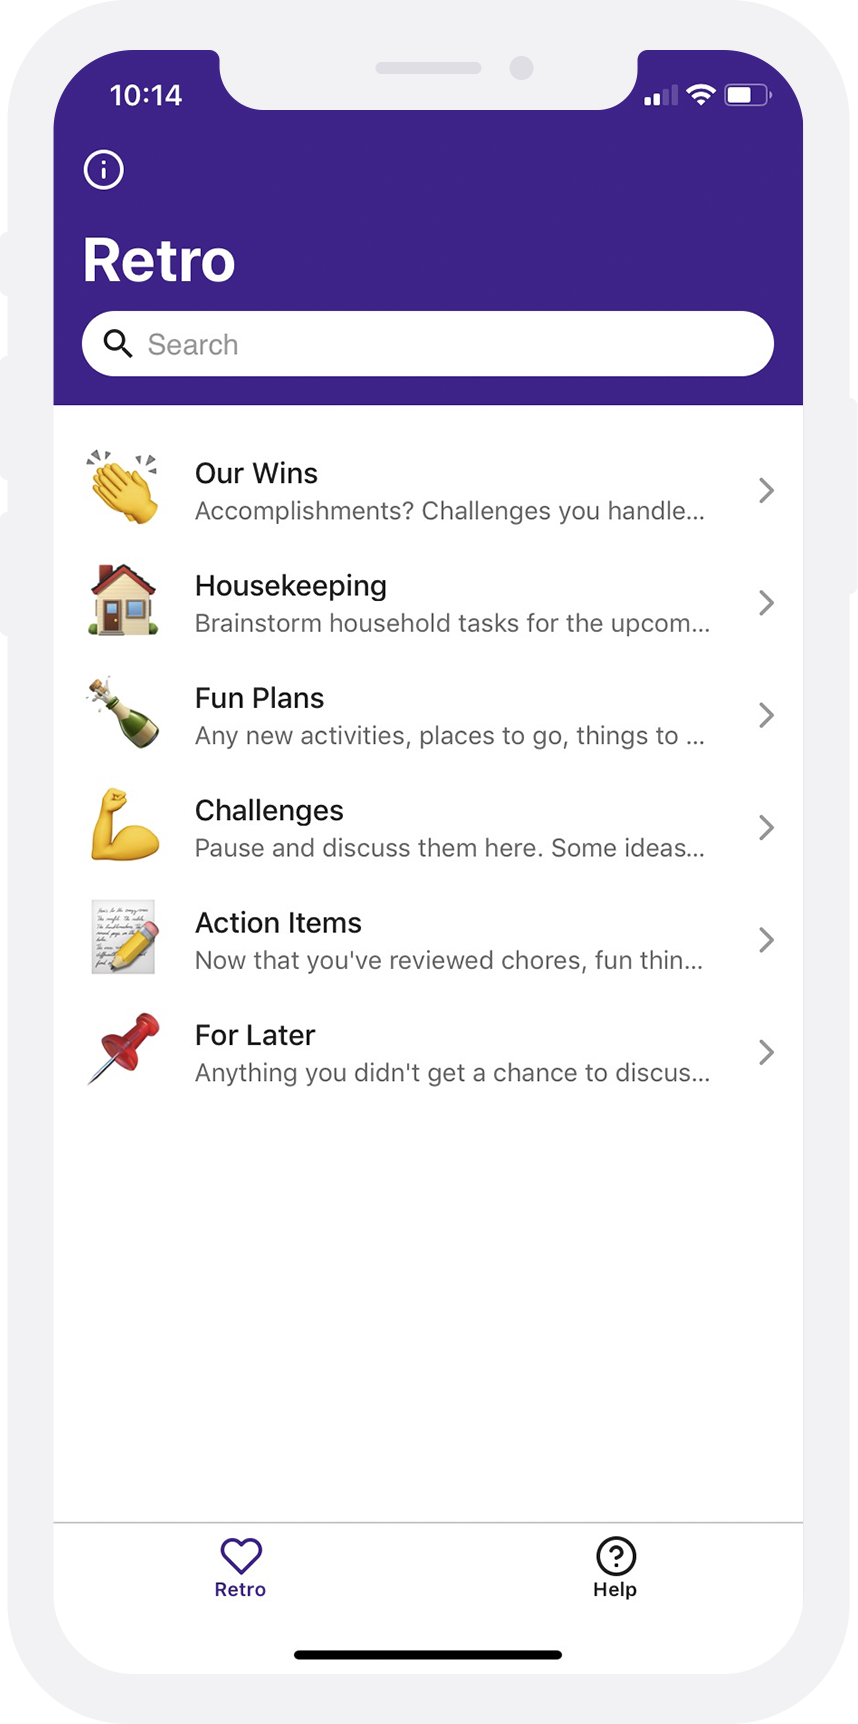 10:14
Retro
Search
Our Wins
Accomplishments? Challenges you handle...
Housekeeping
Brainstorm household tasks for the upcom...
Fun Plans
Any new activities, places to go, things to ...
Challenges
Pause and discuss them here. Some ideas...
Action Items
Now that you've reviewed chores, fun thin...
For Later
Anything you didn't get a chance to discus...
Retro
Help